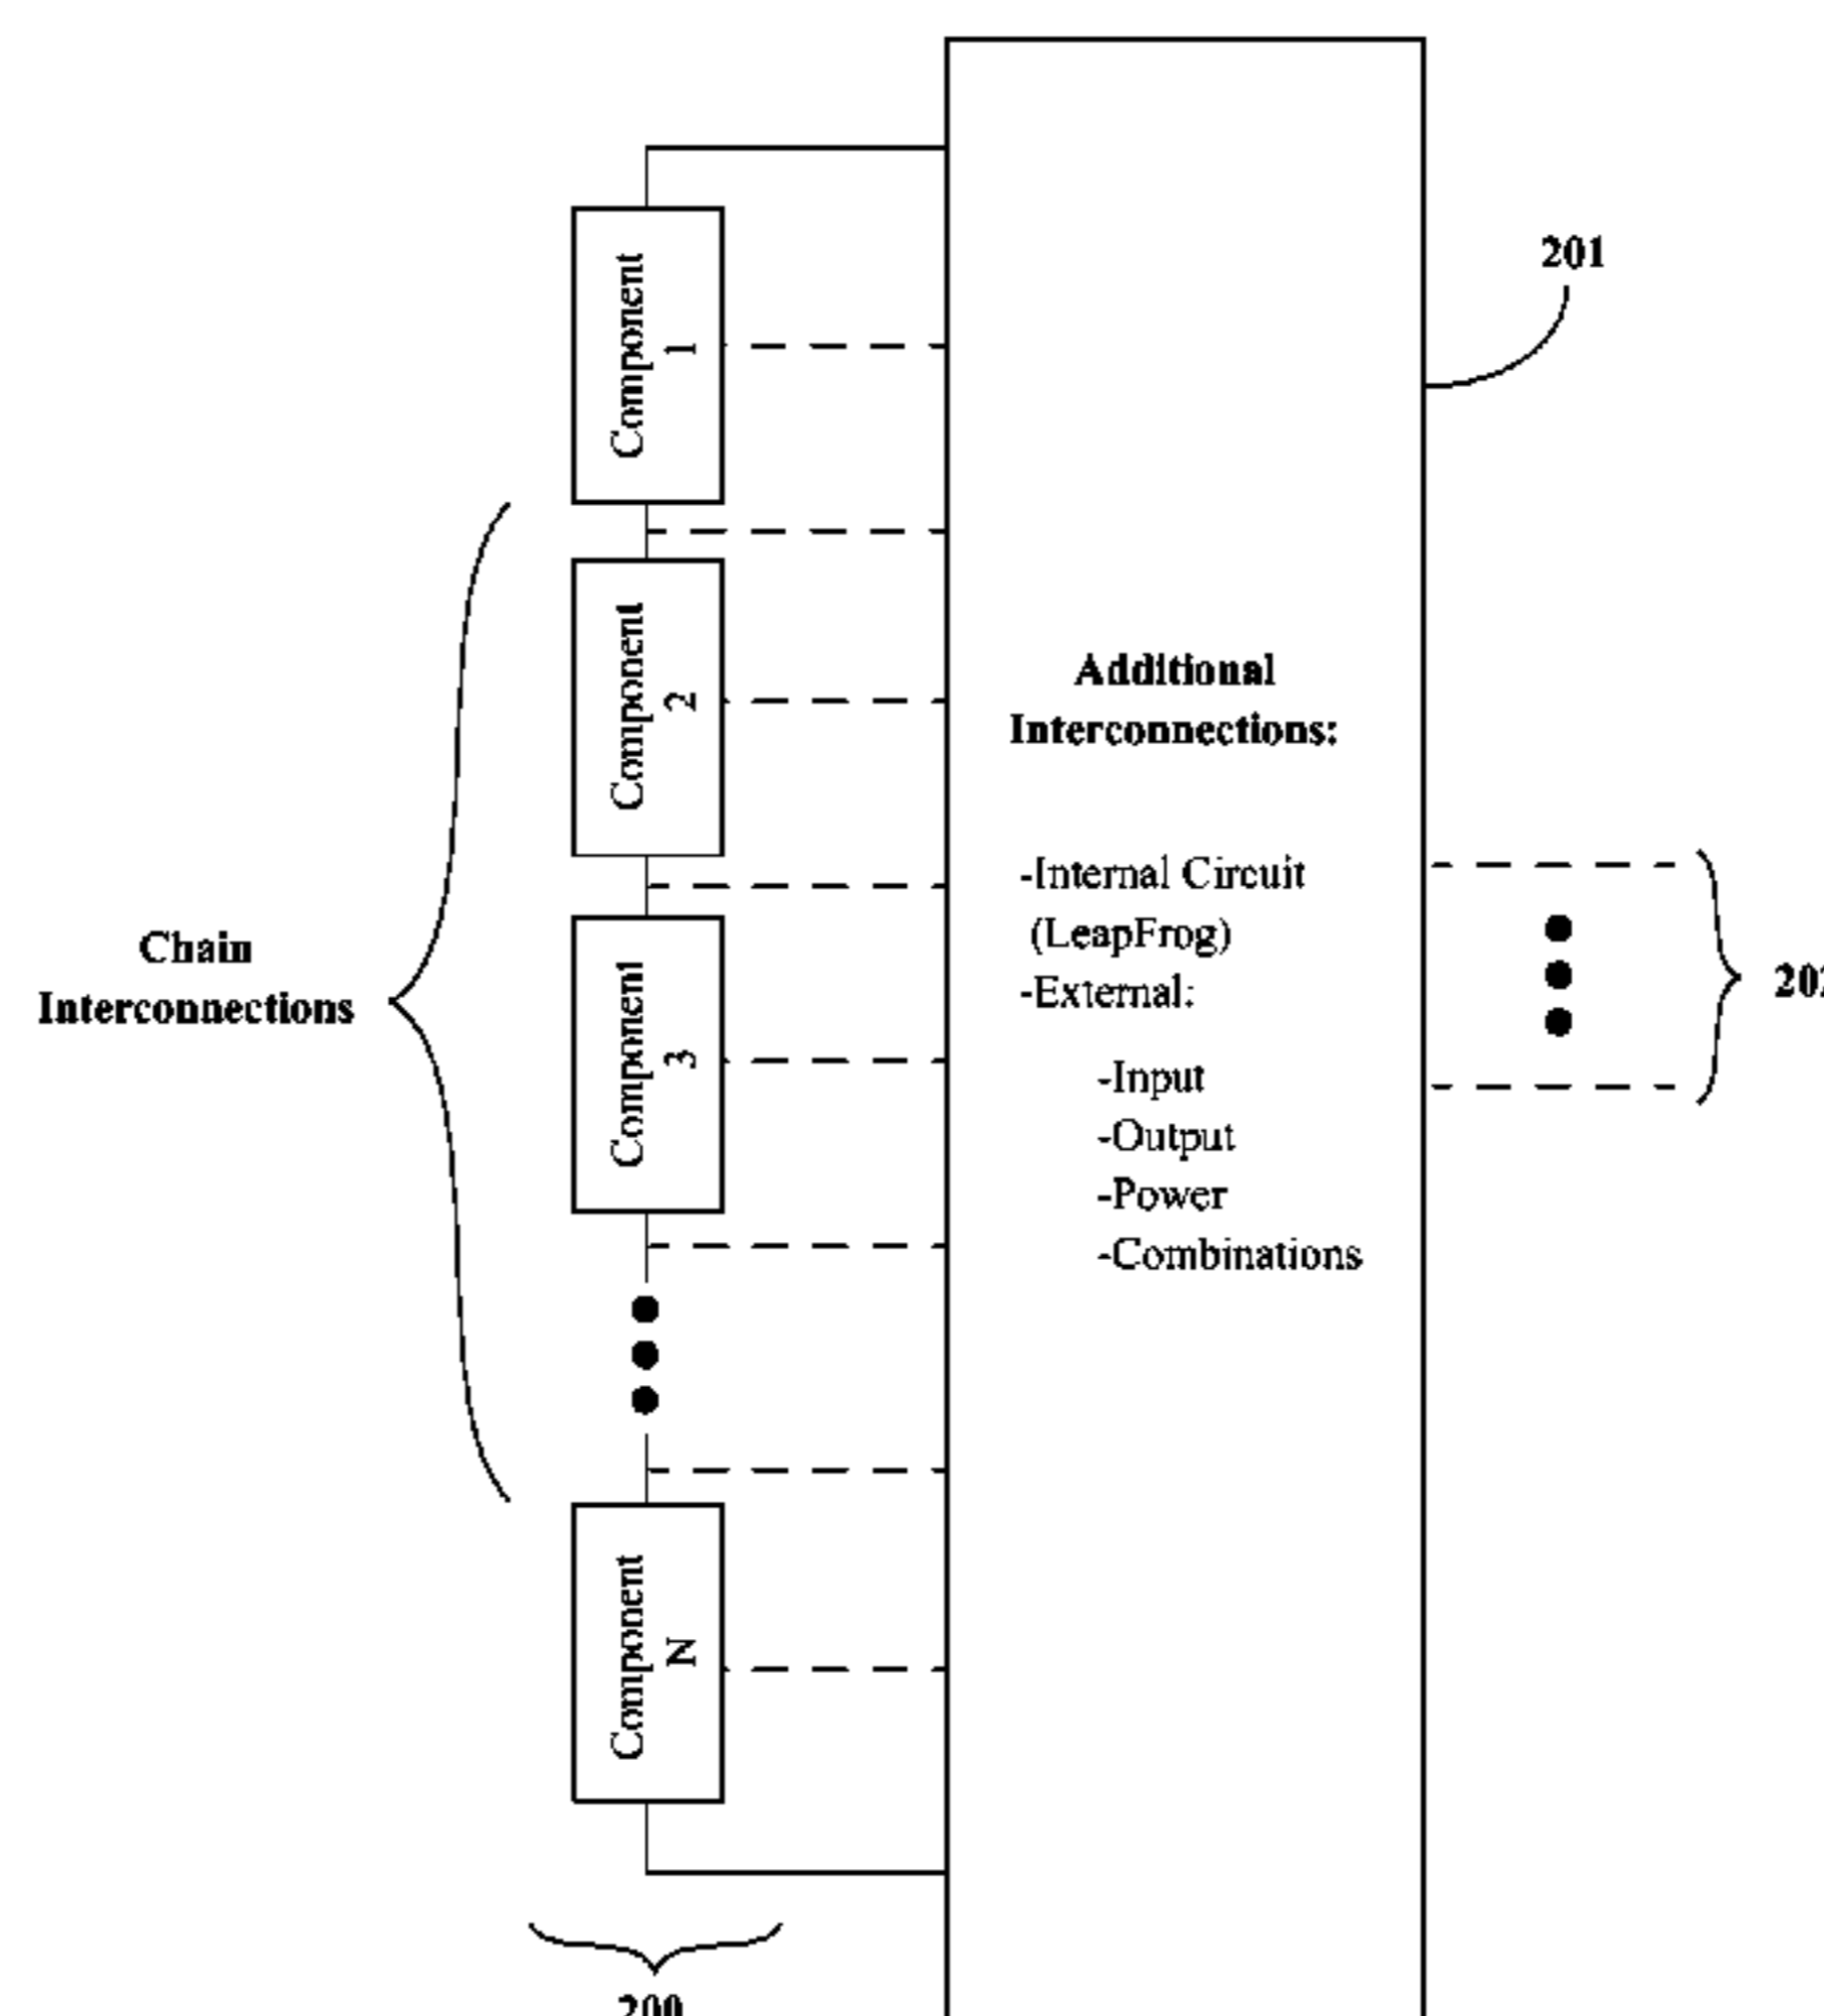 201
Component
1
Component
2
Additional
Interconnections:
-Internal Circuit
(LeapFrog)
-External:
Chain
Interconnections
Component
3
-Input
-Output
-Power
-Combinations
Component
N
200